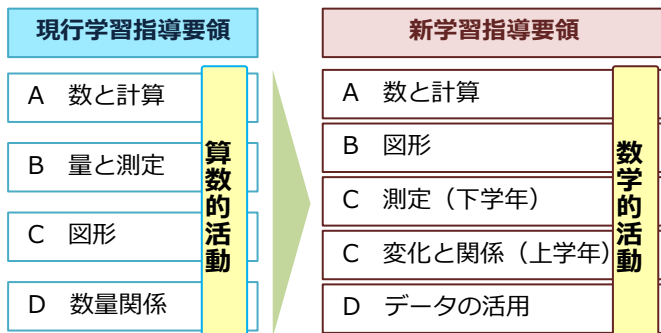 現行学習指導要領
A 数と計算
B 量と測定
C 図形
D 数量関係
算数的活動
新学習指導要領
A 数と計算
B 図形
C 測定（下学年）
C 変化と関係（上学年）
D データの活用
数学的活動